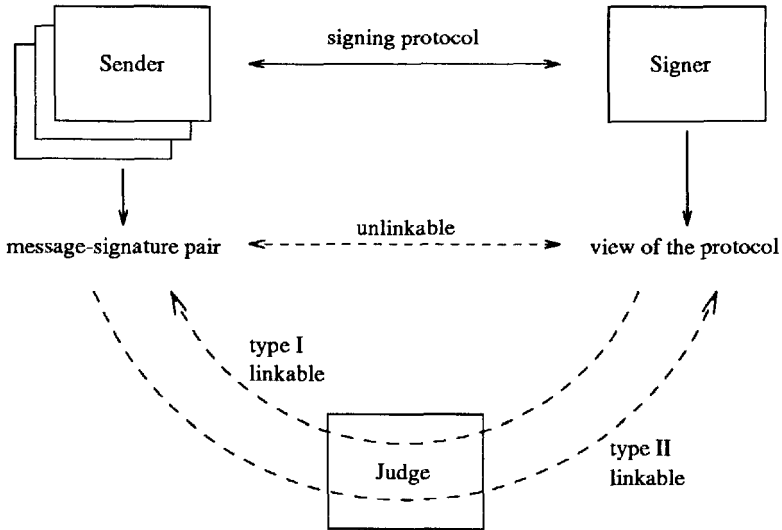 signing protocol
Sender
Signer
unlinkable
message-signature pair
view of the protocol
type I
linkable
type II
linkable
Judge